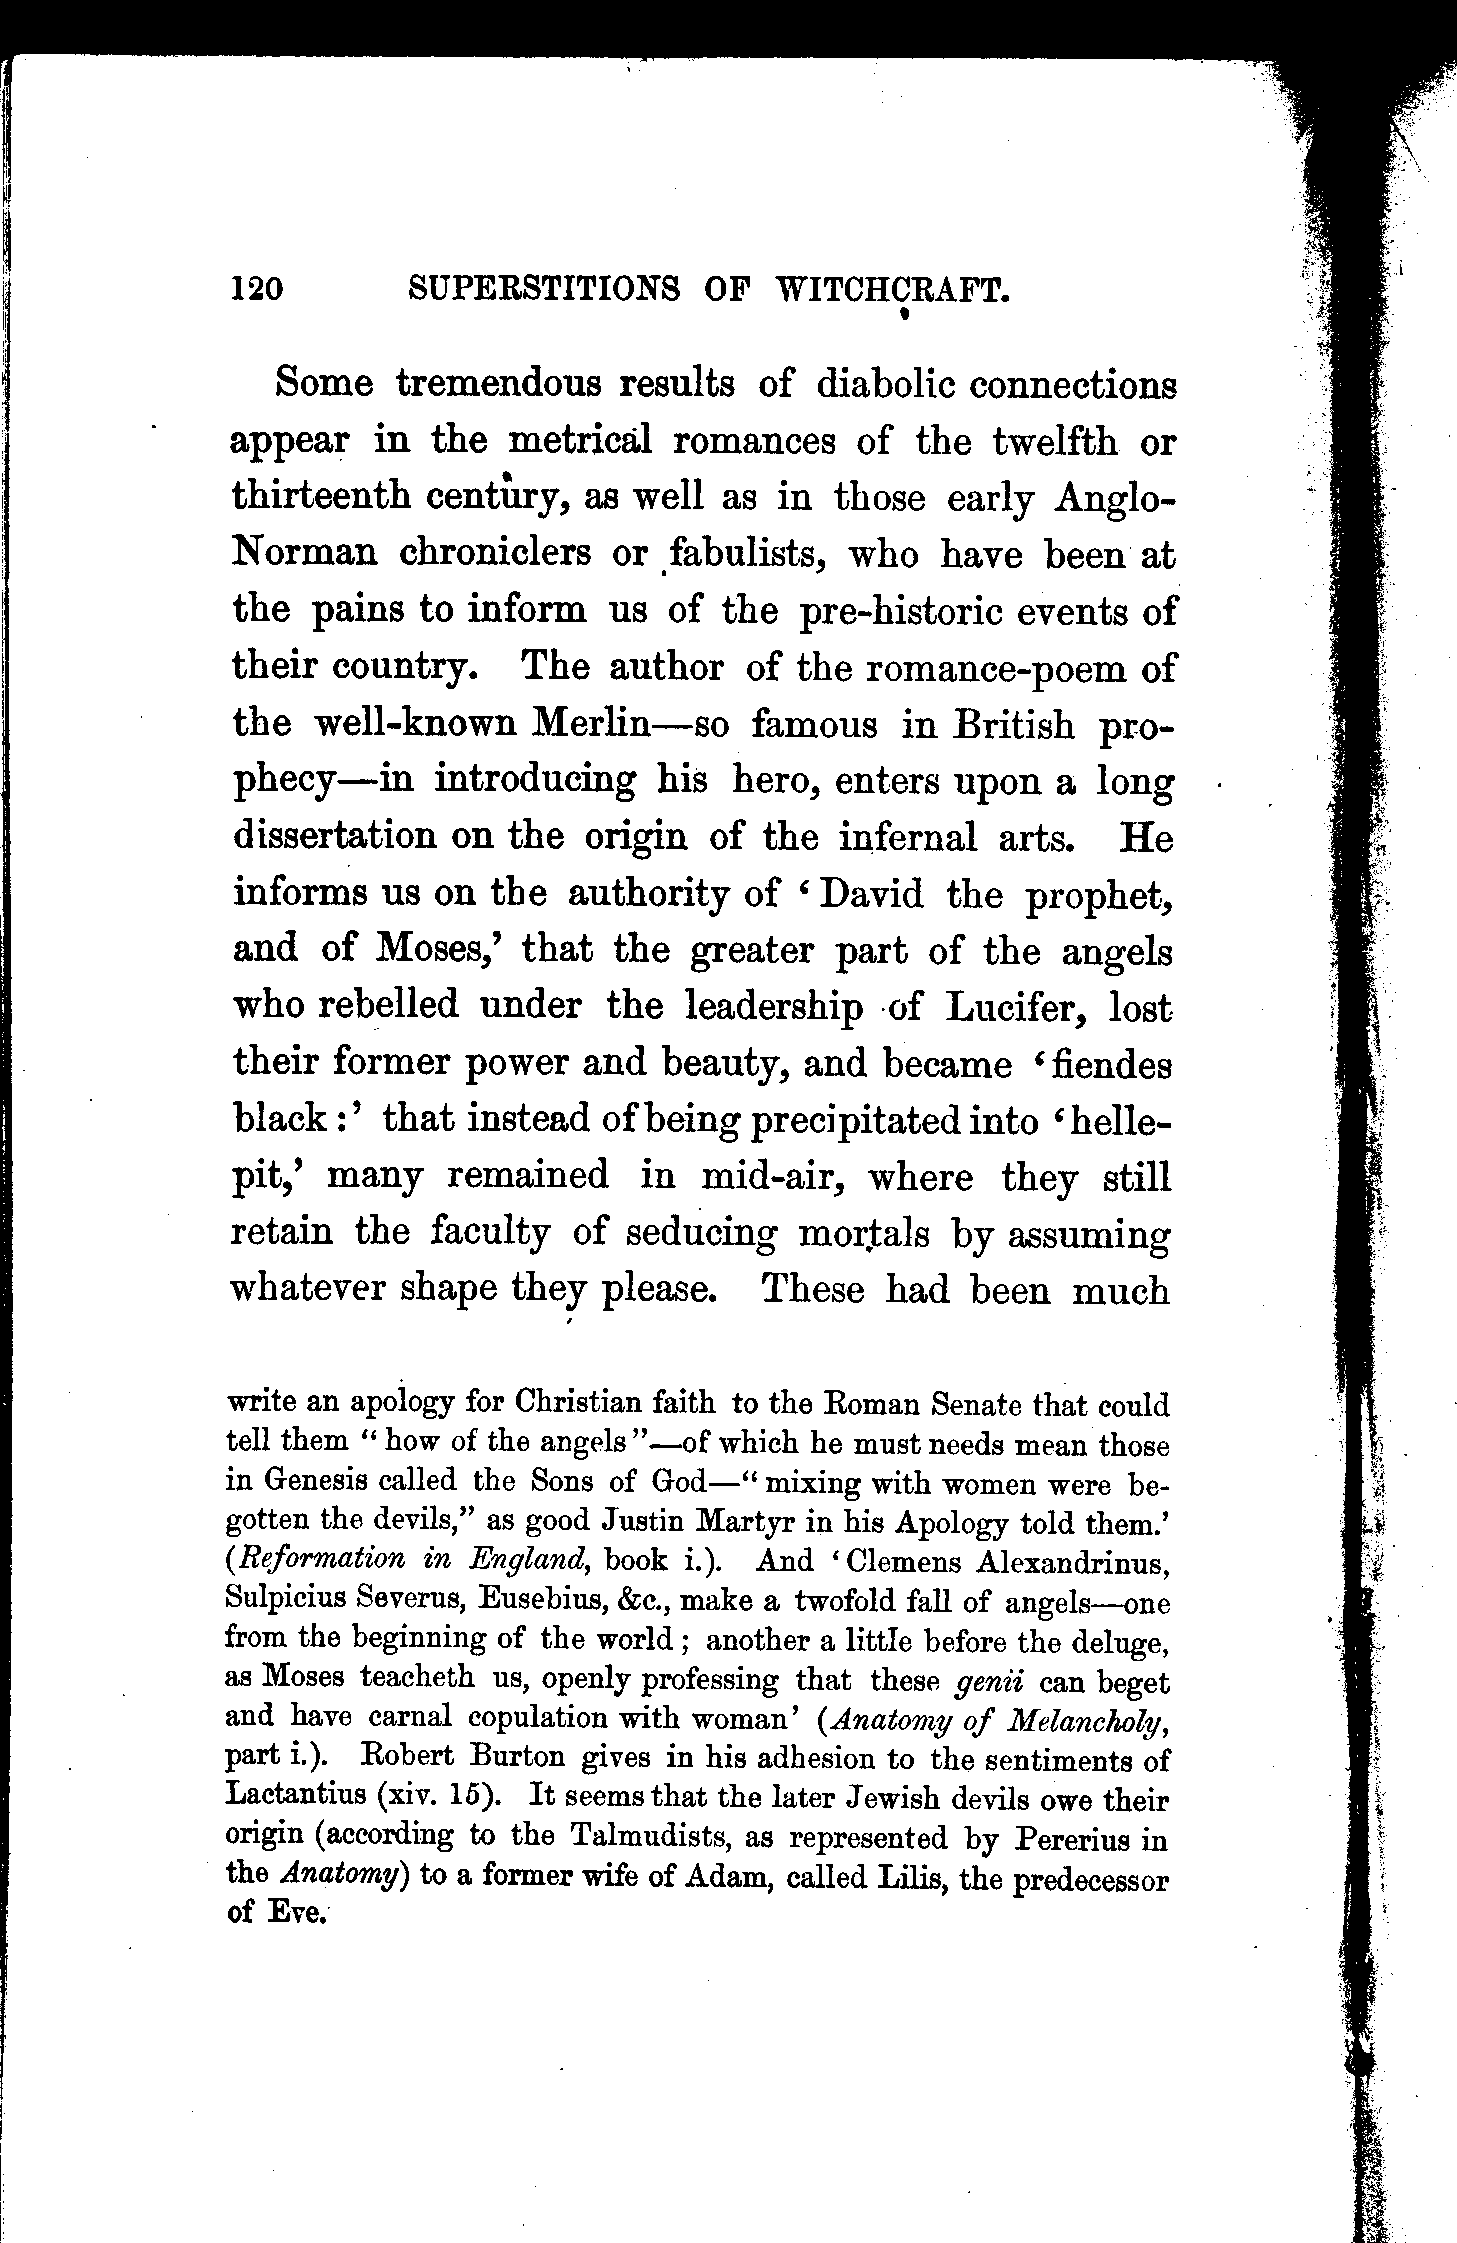 120 SUPERSTITIONS OF WITCHCRAFT.
Some tremendous results of diabolic connections
appear in the metrical romances of the twelfth or
thirteenth century, as well as in those early Anglo-
Norman chroniclers or fabulists, who have been at
the pains to inform us of the pre-historic events of
their country. The author of the romance-poem of
the well-known Merlin—so famous in British pro-
phecy—in introducing his hero, enters upon a long
dissertation on the origin of the infernal arts. He
informs us on the authority of ‘David the prophet,
and of Moses,’ that the greater part of the angels
who rebelled under the leadership of Lucifer, lost
their former power and beauty, and became ‘fiendes
black:’ that instead of being precipitated into ‘helle-
pit,’ many remained in mid-air, where they still
retain the faculty of seducing mortals by assuming
whatever shape they please. These had been much
write an apology for Christian faith to the Roman Senate that could
tell them “how of the angels”—of which he must needs mean those
in Genesis called the Sons of God—“mixing with women were be-
gotten the devils,” as good Justin Martyr in his Apology told them.’
(Reformation in England, book i.). And ‘Clemens Alexandrinus,
Sulpicius Severus, Eusebius, &c., make a twofold fall of angels—one
from the beginning of the world; another a little before the deluge,
as Moses teacheth us, openly professing that these genii can beget
and have carnal copulation with woman’ (Anatomy of Melancholy,
part i.). Robert Burton gives in his adhesion to the sentiments of
Lactantius (xiv. 15). It seems that the later Jewish devils owe their
origin (according to the Talmudists, as represented by Pererius in
the Anatomy) to a former wife of Adam, called Lilis, the predecessor
of Eve.